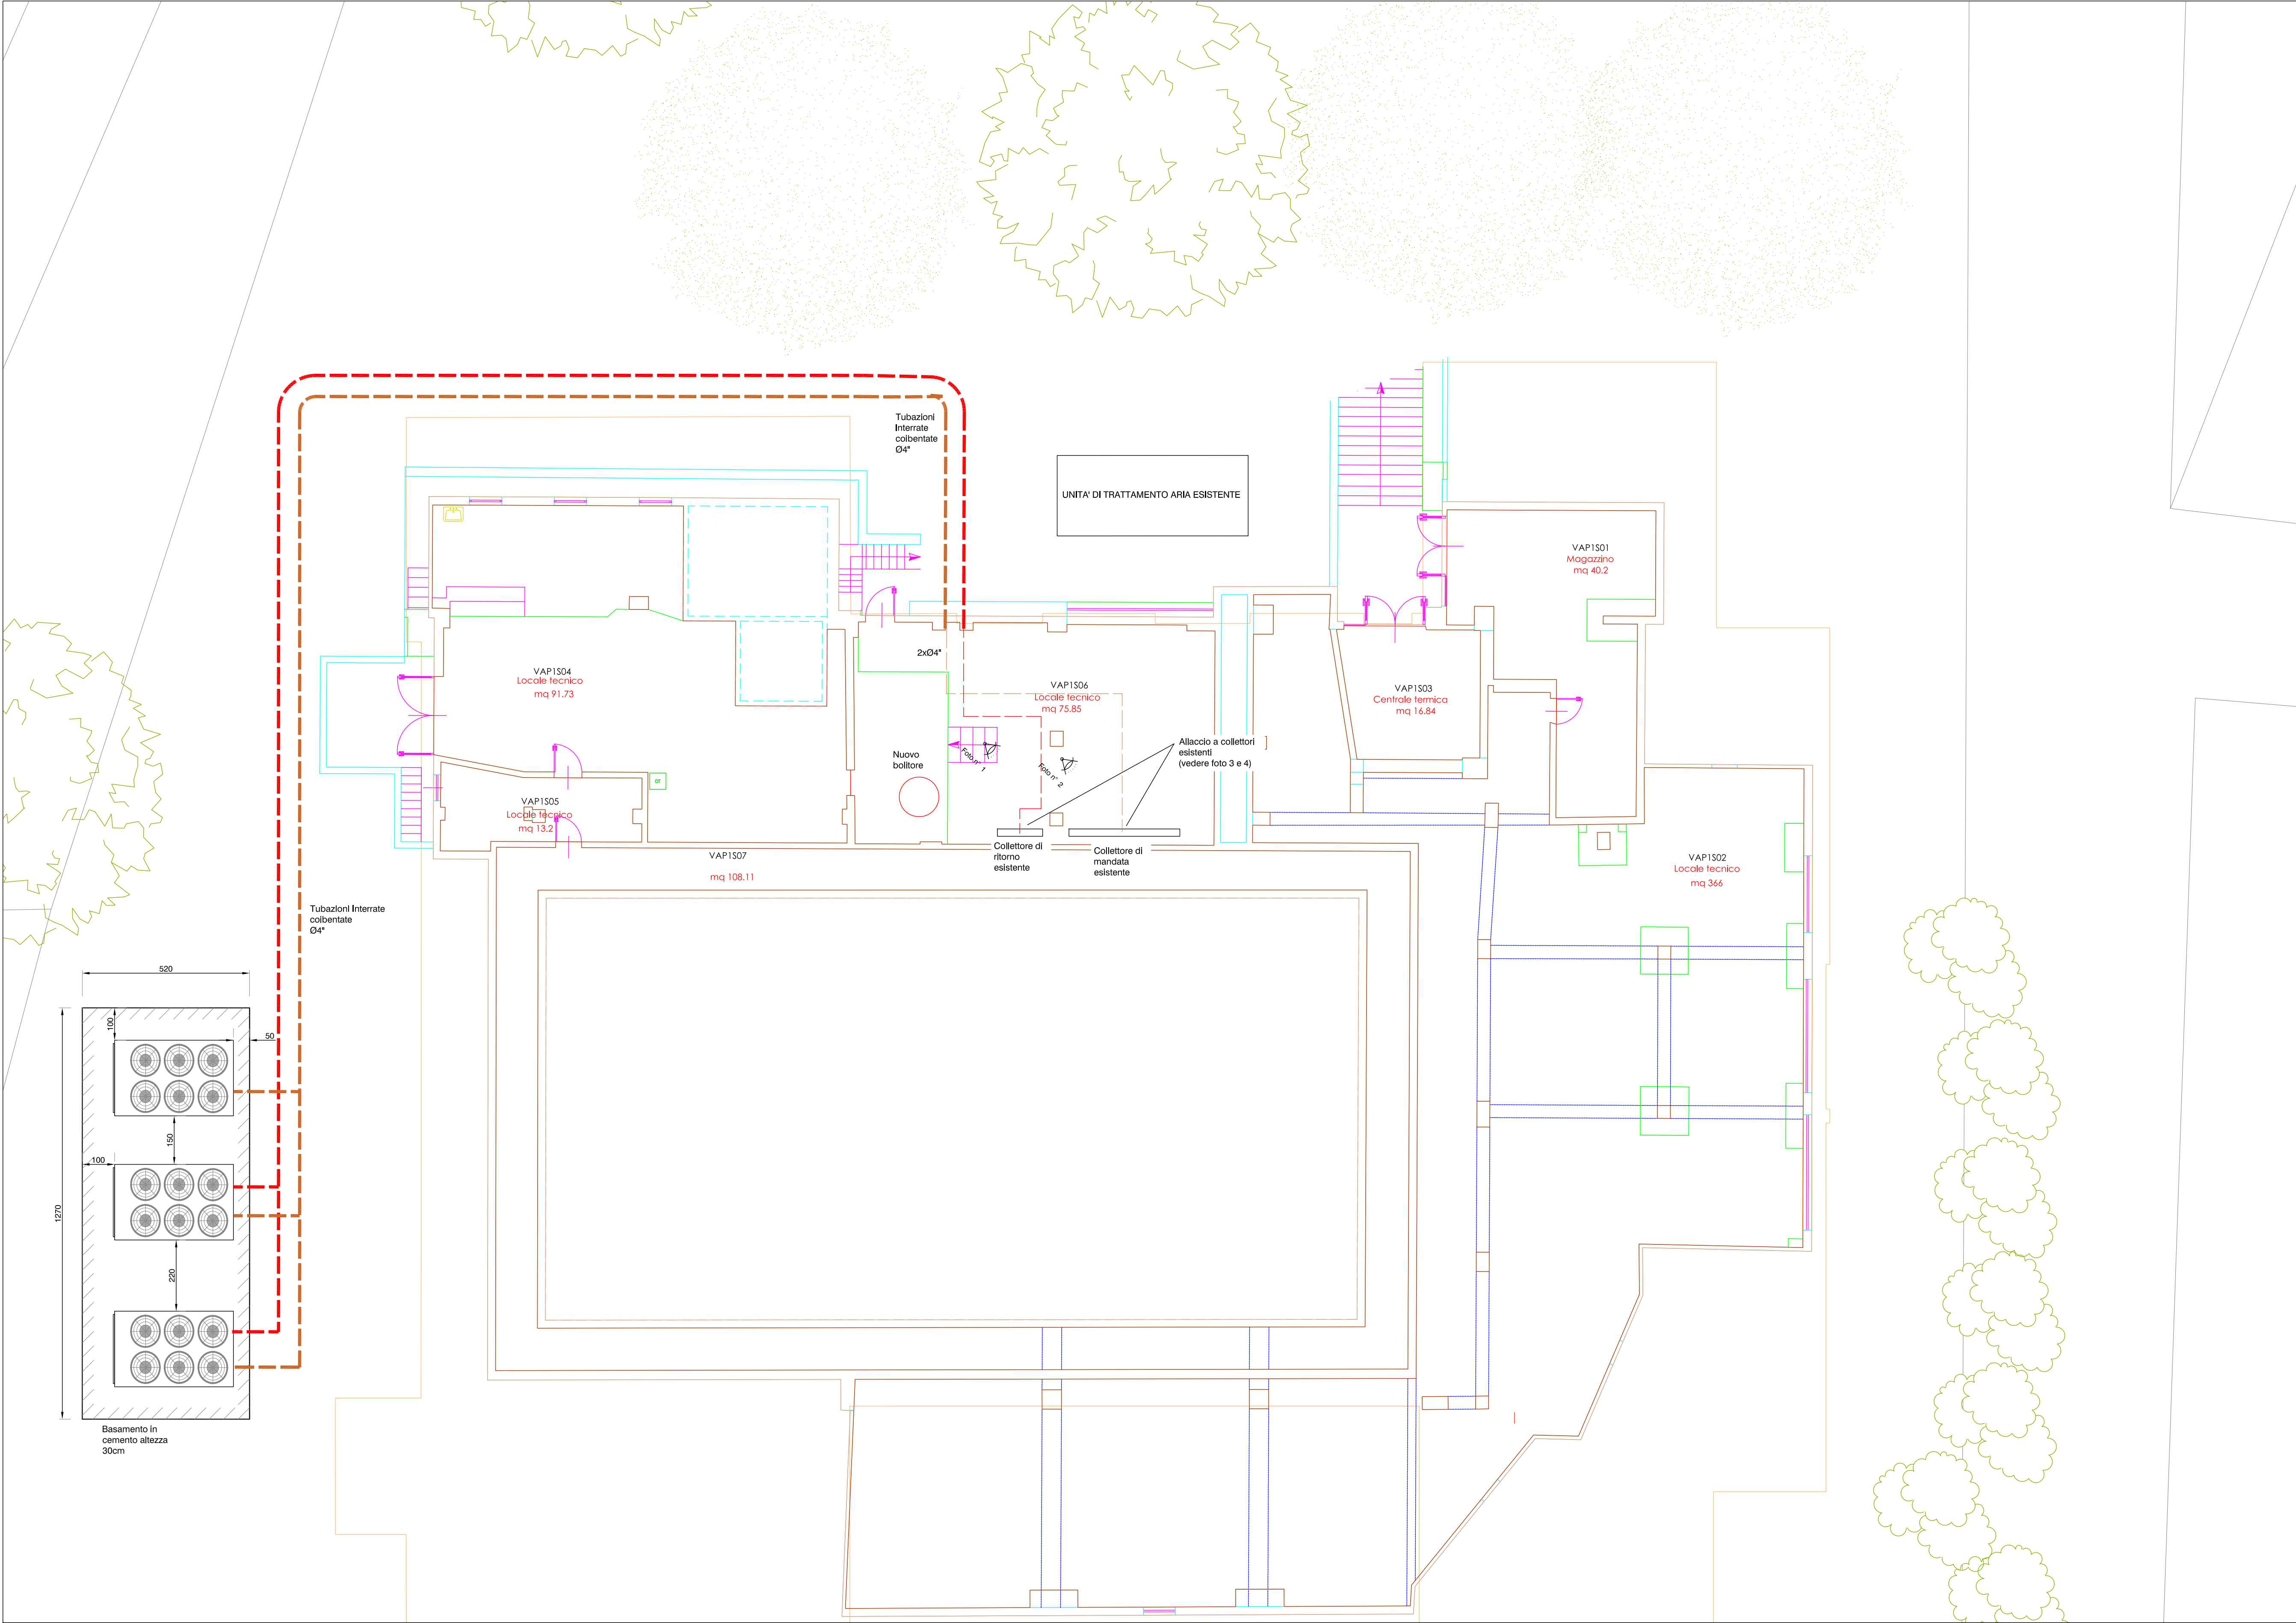 Tubazioni
Interrate
coibentate
Ø4"
UNITA' DI TRATTAMENTO ARIA ESISTENTE
VAP1S01
Magazzino
mq 40.2
VAP1S04
Locale tecnico
mq 91.73
2xØ4"
VAP1S06
Locale tecnico
mq 75.85
VAP1S03
Centrale termica
mq 16.84
Nuovo
bolitore
Foto n° 1
Foto n° 2
Allaccio a collettori
esistenti
(vedere foto 3 e 4)
VAP1S05
Locale tecnico
mq 13.2
Collettore di
ritorno
esistente
Collettore di
mandata
esistente
VAP1S07
mq 108.11
VAP1S02
Locale tecnico
mq 366
Tubazioni Interrate
coibentate
Ø4"
520
100
50
150
100
1270
220
Basamento in
cemento altezza
30cm